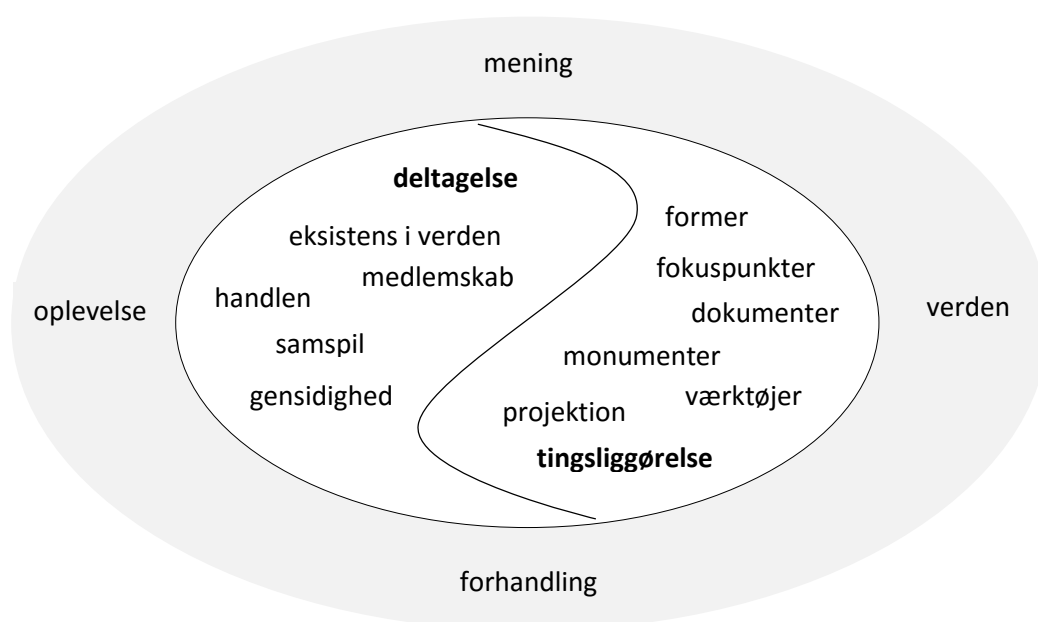 mening
deltagelse
eksistens i verden
medlemskab
handlen
samspil
gensidighed
former
fokuspunkter
dokumenter
monumenter
værktøjer
projektion
tingsliggørelse
oplevelse
verden
forhandling